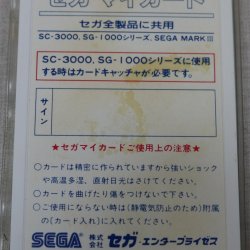 セガ マイカード
セガ全製品に共用
SC-3000、SG-1000シリーズ、SEGA MARK III
SC-3000、SG-1000シリーズに使用
する時はカードキャッチャが必要です。
サイン
★セガマイカードご使用上の注意★
○カードは精密に作られていますから強いショック
や高温多湿、直射日光はさけてください。
○カードを曲げたり傷をつけないで下さい。
○ご使用にならない時は(静電気防止のため)附属
の(カード入れ)に入れてください。
SEGA 株式会社 セガ・エンタープライゼス